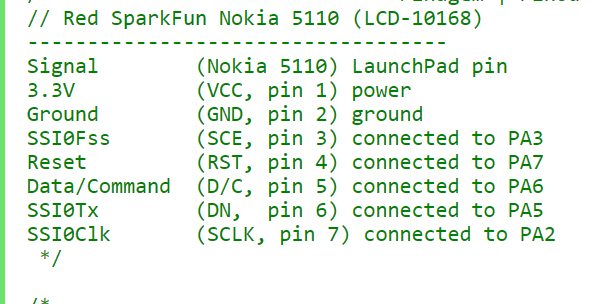 // Red SparkFun Nokia 5110 (LCD-10168)
-----------------------------------
Signal        (Nokia 5110) LaunchPad pin
3.3V          (VCC, pin 1) power
Ground        (GND, pin 2) ground
SSI0Fss       (SCE, pin 3) connected to PA3
Reset         (RST, pin 4) connected to PA7
Data/Command  (D/C, pin 5) connected to PA6
SSI0Tx        (DN,  pin 6) connected to PA5
SSI0Clk       (SCLK, pin 7) connected to PA2
 */
/*